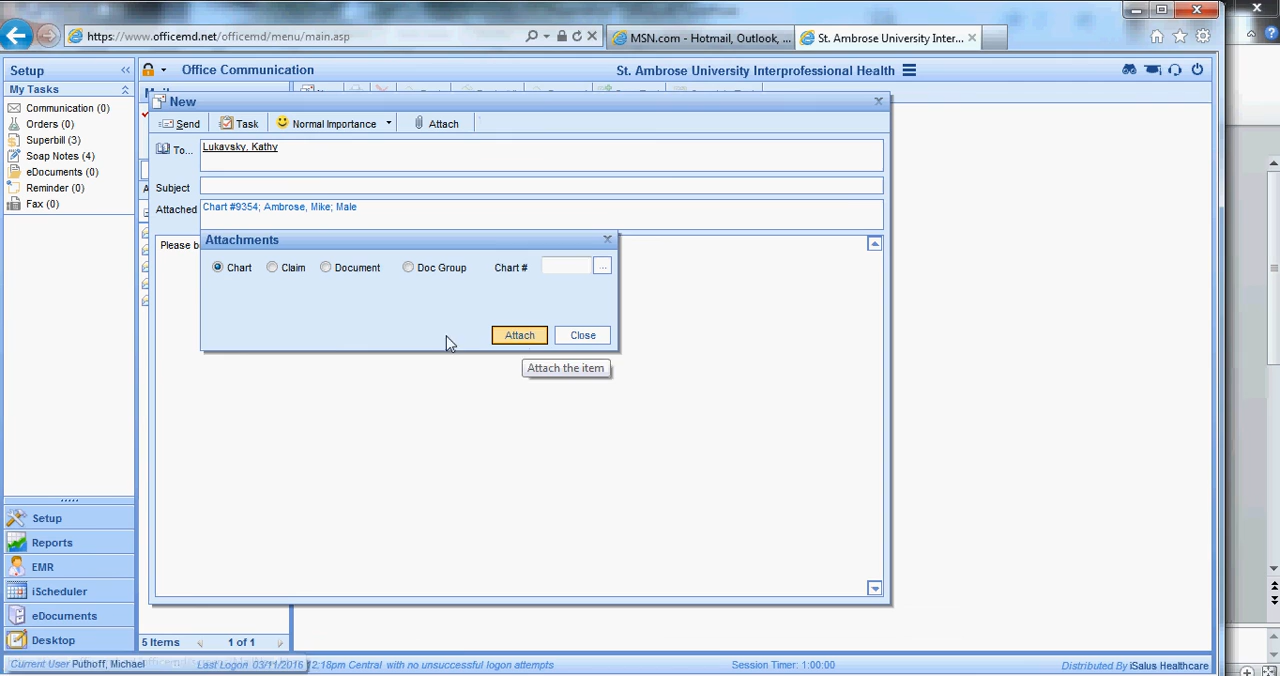 https://www.officemd.net/officemd/menu/main.asp
MSN.com - Hotmail, Outlook, ...
St. Ambrose University Inter...
Setup
Office Communication
St. Ambrose University Interprofessional Health
My Tasks
Communication (0)
Orders (0)
Superbill (3)
Soap Notes (4)
eDocuments (0)
Reminder (0)
Fax (0)
New
Send
Task
Normal Importance
Attach
To...
Lukavsky, Kathy
Subject
Attached
Chart #9354; Ambrose, Mike; Male
Please b
Attachments
Chart
Claim
Document
Doc Group
Chart #
...
Attach
Close
Attach the item
Setup
Reports
EMR
iScheduler
eDocuments
Desktop
5 Items
1 of 1
Current User Puthoff, Michael
Last Logon 03/11/2016 12:18pm Central with no unsuccessful logon attempts
Session Timer: 1:00:00
Distributed By iSalus Healthcare